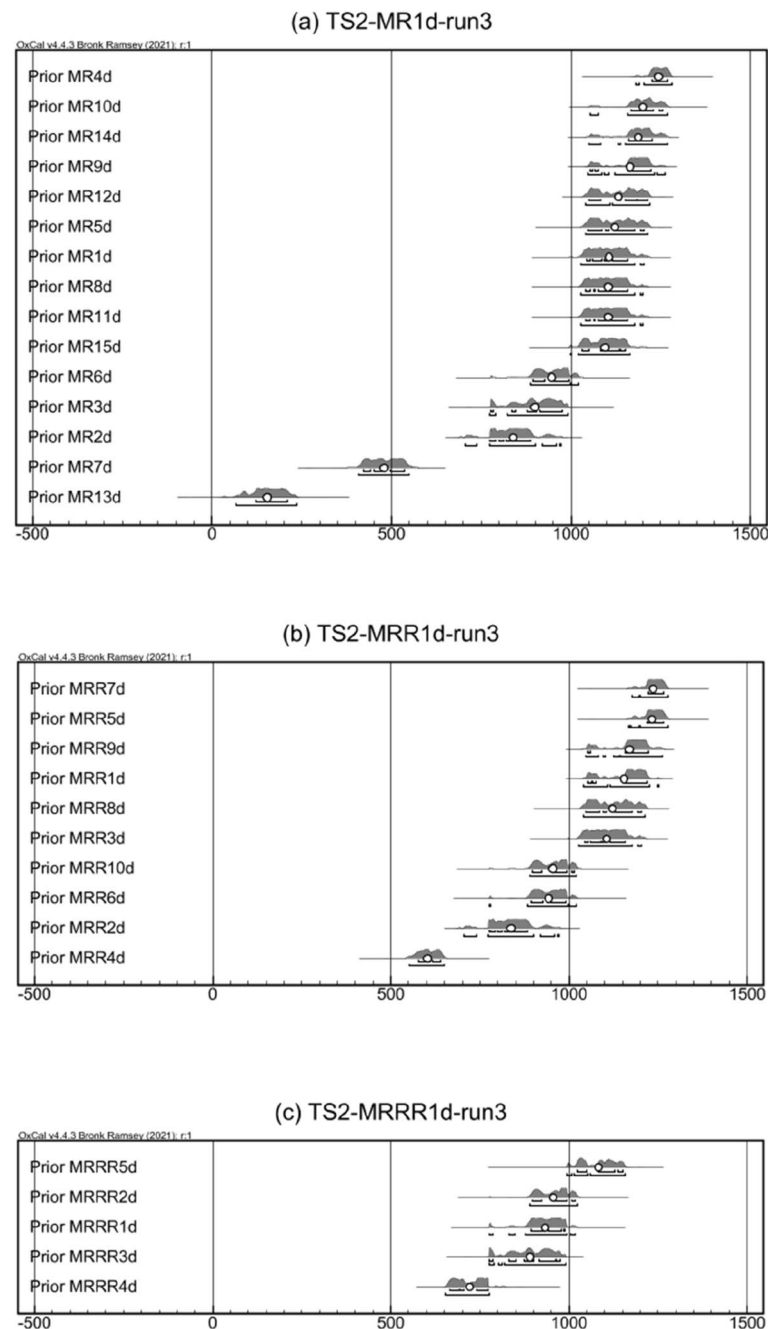 (a) TS2-MR1d-run3
OxCal v4.4.3 Bronk Ramsey (2021); r:1
Prior MR4d
Prior MR10d
Prior MR14d
Prior MR9d
Prior MR12d
Prior MR5d
Prior MR1d
Prior MR8d
Prior MR11d
Prior MR15d
Prior MR6d
Prior MR3d
Prior MR2d
Prior MR7d
Prior MR13d
-500 0 500 1000 1500
(b) TS2-MRR1d-run3
OxCal v4.4.3 Bronk Ramsey (2021); r:1
Prior MRR7d
Prior MRR5d
Prior MRR9d
Prior MRR1d
Prior MRR8d
Prior MRR3d
Prior MRR10d
Prior MRR6d
Prior MRR2d
Prior MRR4d
-500 0 500 1000 1500
(c) TS2-MRRR1d-run3
OxCal v4.4.3 Bronk Ramsey (2021); r:1
Prior MRRR5d
Prior MRRR2d
Prior MRRR1d
Prior MRRR3d
Prior MRRR4d
-500 0 500 1000 1500